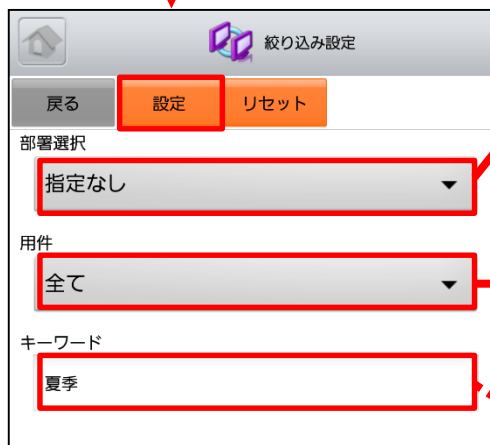 絞り込み設定
戻る 設定 リセット
部署選択
指定なし
用件
全て
キーワード
夏季